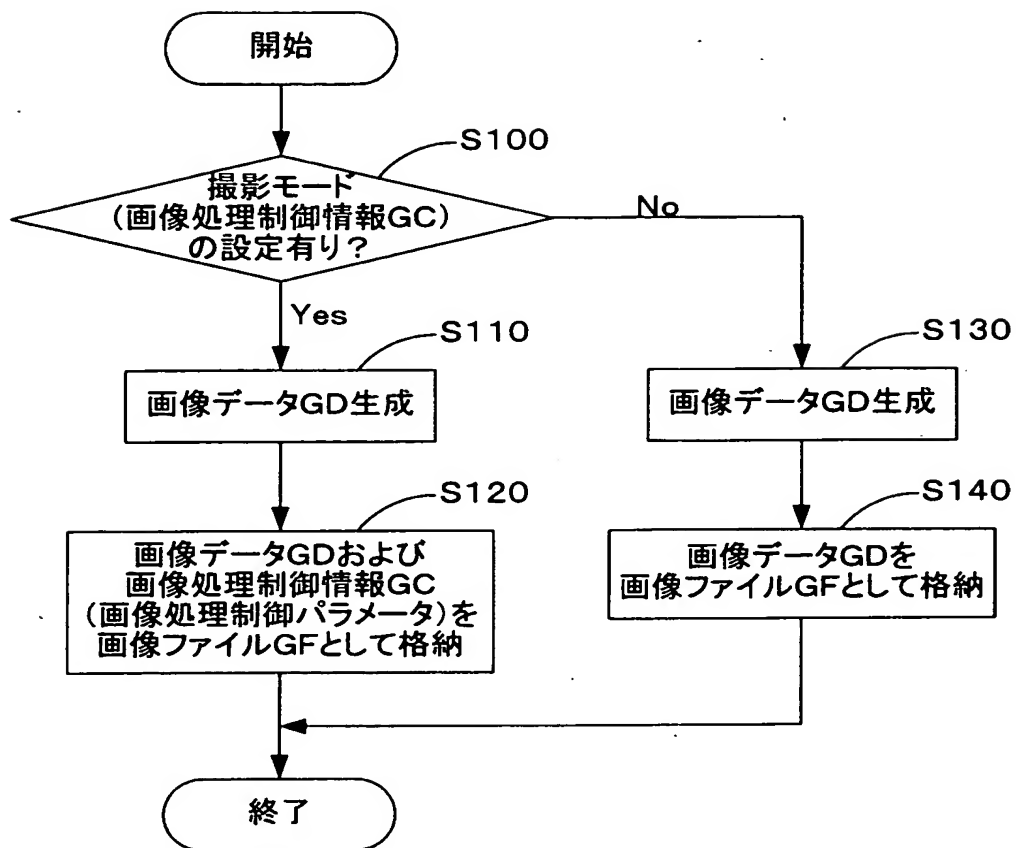 開始
S100
撮影モード
(画像処理制御情報GC)
の設定有り?
No
Yes
S110
S130
画像データGD生成
画像データGD生成
S120
S140
画像データGDおよび
画像処理制御情報GC
(画像処理制御パラメータ)を
画像ファイルGFとして格納
画像データGDを
画像ファイルGFとして格納
終了